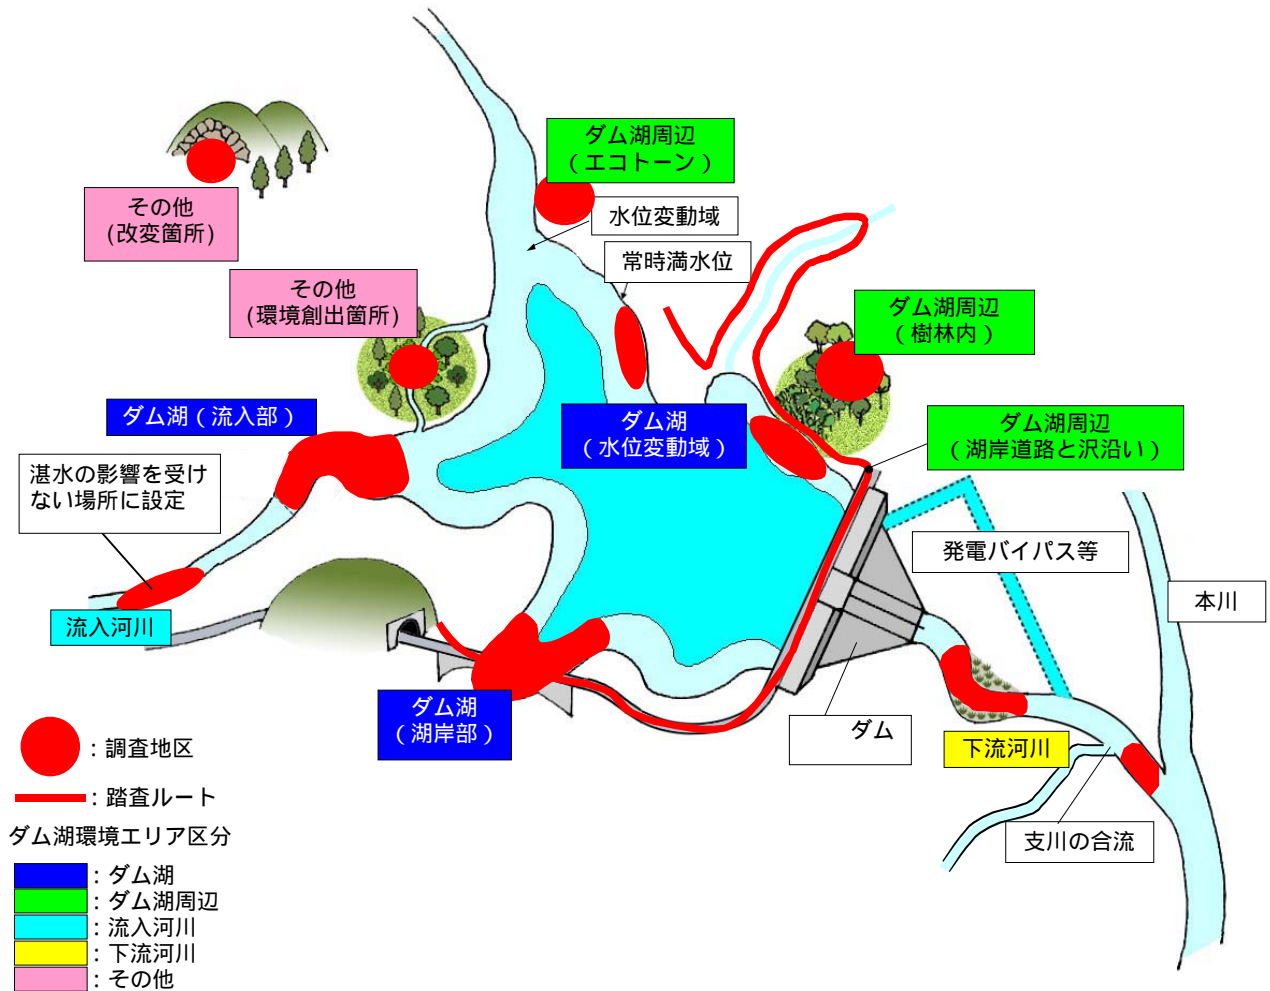 ダム湖周辺
（エコトーン）
水位変動域
常時満水位
その他
(改変箇所)
その他
(環境創出箇所)
ダム湖周辺
（樹林内）
ダム湖（流入部）
ダム湖
（水位変動域）
ダム湖周辺
（湖岸道路と沢沿い）
湛水の影響を受け
ない場所に設定
発電バイパス等
本川
流入河川
ダム湖
（湖岸部）
ダム
下流河川
支川の合流
：調査地区
：踏査ルート
ダム湖環境エリア区分
：ダム湖
：ダム湖周辺
：流入河川
：下流河川
：その他